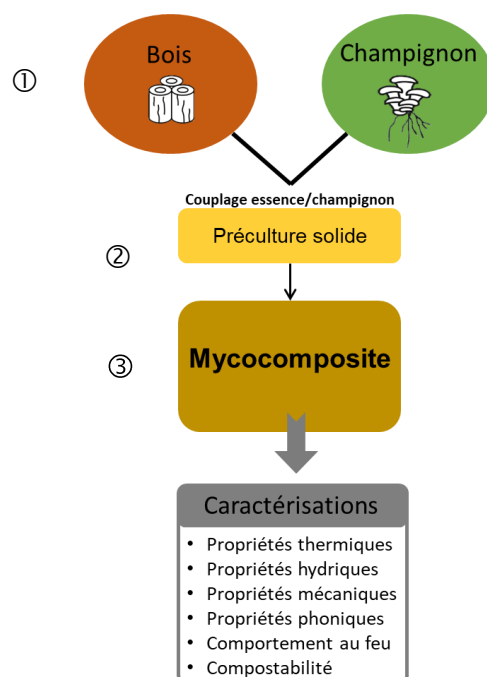 ①
Bois
Champignon
Couplage essence/champignon
Préculture solide
②
Mycocomposite
③
Caractérisations
• Propriétés thermiques
• Propriétés hydriques
• Propriétés mécaniques
• Propriétés phoniques
• Comportement au feu
• Compostabilité